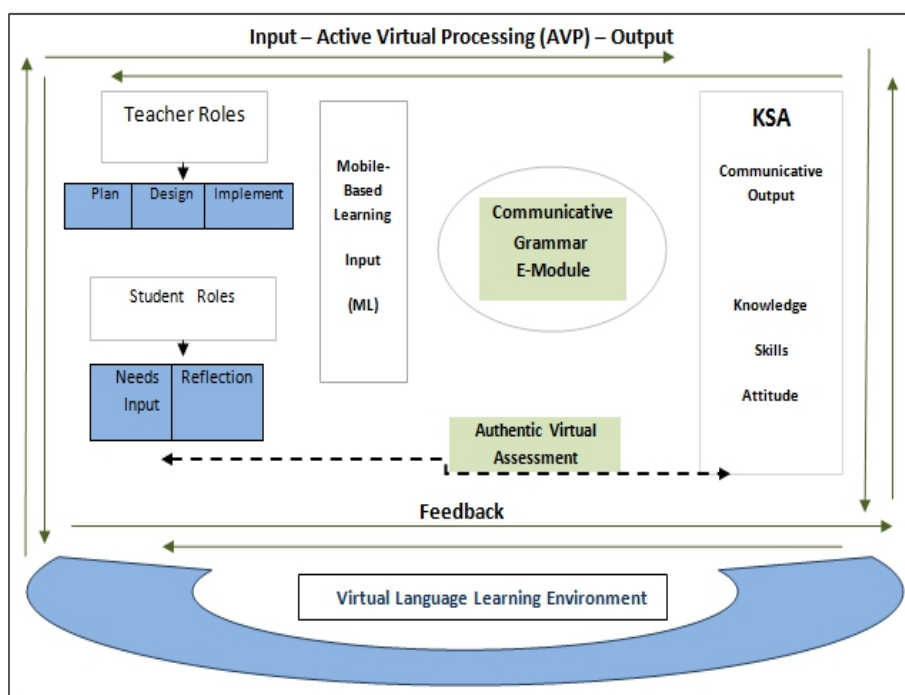 Input – Active Virtual Processing (AVP) – Output
Teacher Roles
Plan
Design
Implement
Student Roles
Needs
Input
Reflection
Mobile-
Based
Learning
Input
(ML)
Communicative
Grammar
E-Module
Authentic Virtual
Assessment
KSA
Communicative
Output
Knowledge
Skills
Attitude
Feedback
Virtual Language Learning Environment